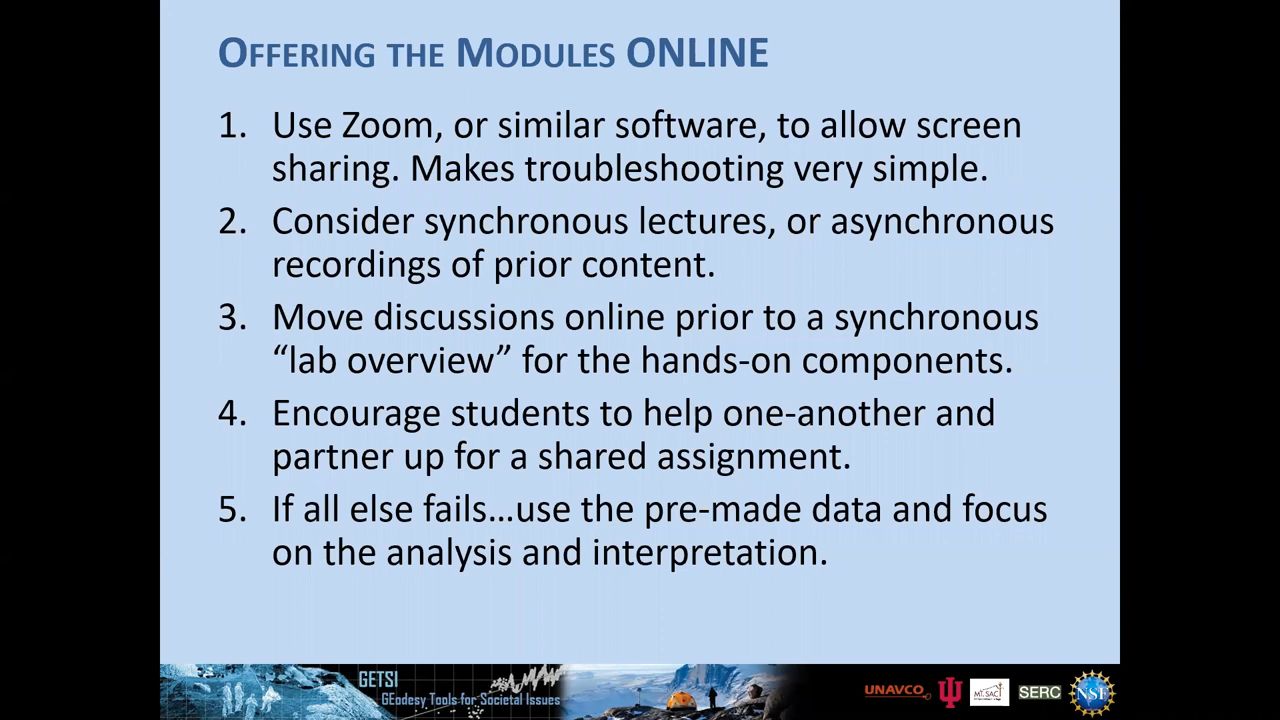 OFFERING THE MODULES ONLINE
1. Use Zoom, or similar software, to allow screen
sharing. Makes troubleshooting very simple.
2. Consider synchronous lectures, or asynchronous
recordings of prior content.
3. Move discussions online prior to a synchronous
“lab overview” for the hands-on components.
4. Encourage students to help one-another and
partner up for a shared assignment.
5. If all else fails…use the pre-made data and focus
on the analysis and interpretation.
GETSI
GEodesy Tools for Societal Issues
UNAVCO
MT. SAC
SERC
NSF